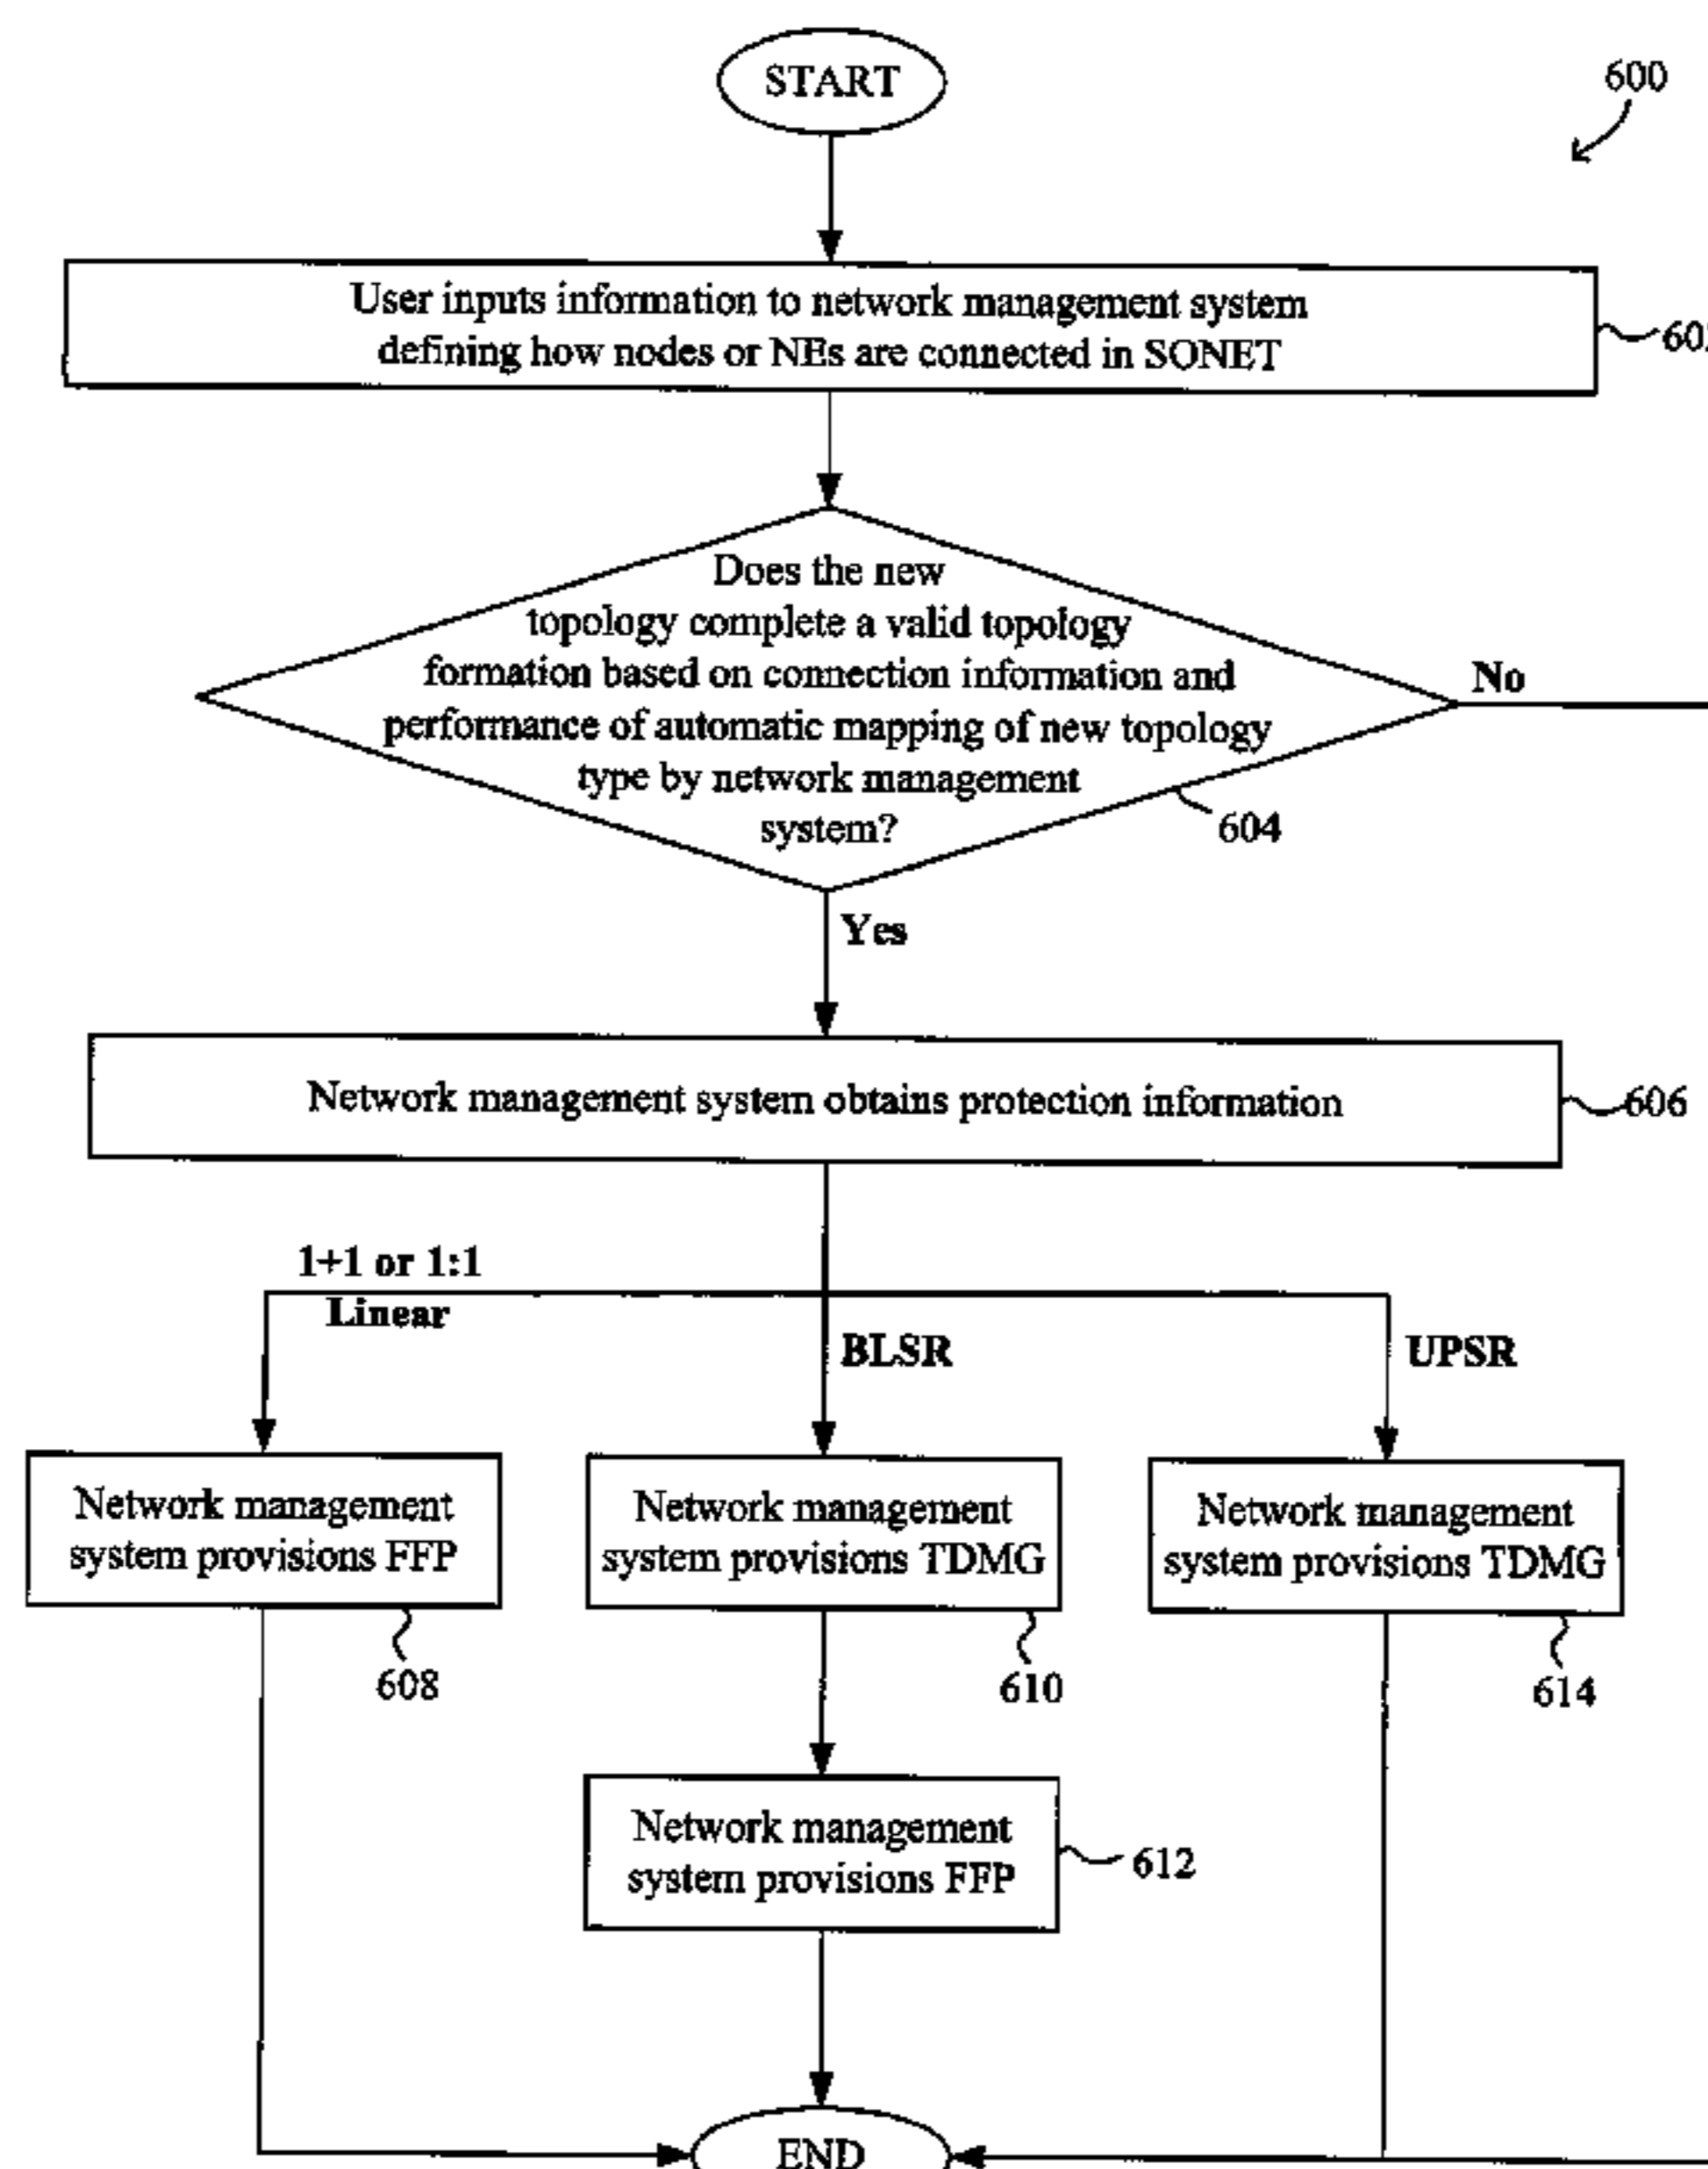 START
600
User inputs information to network management system
defining how nodes or NEs are connected in SONET
Does the new
topology complete a valid topology
formation based on connection information and
performance of automatic mapping of new topology
type by network management
system?
No
604
Yes
Network management system obtains protection information
606
1+1 or 1:1
Linear
BLSR
UPSR
Network management
system provisions FFP
Network management
system provisions TDMG
Network management
system provisions TDMG
608
610
614
Network management
system provisions FFP
612
END